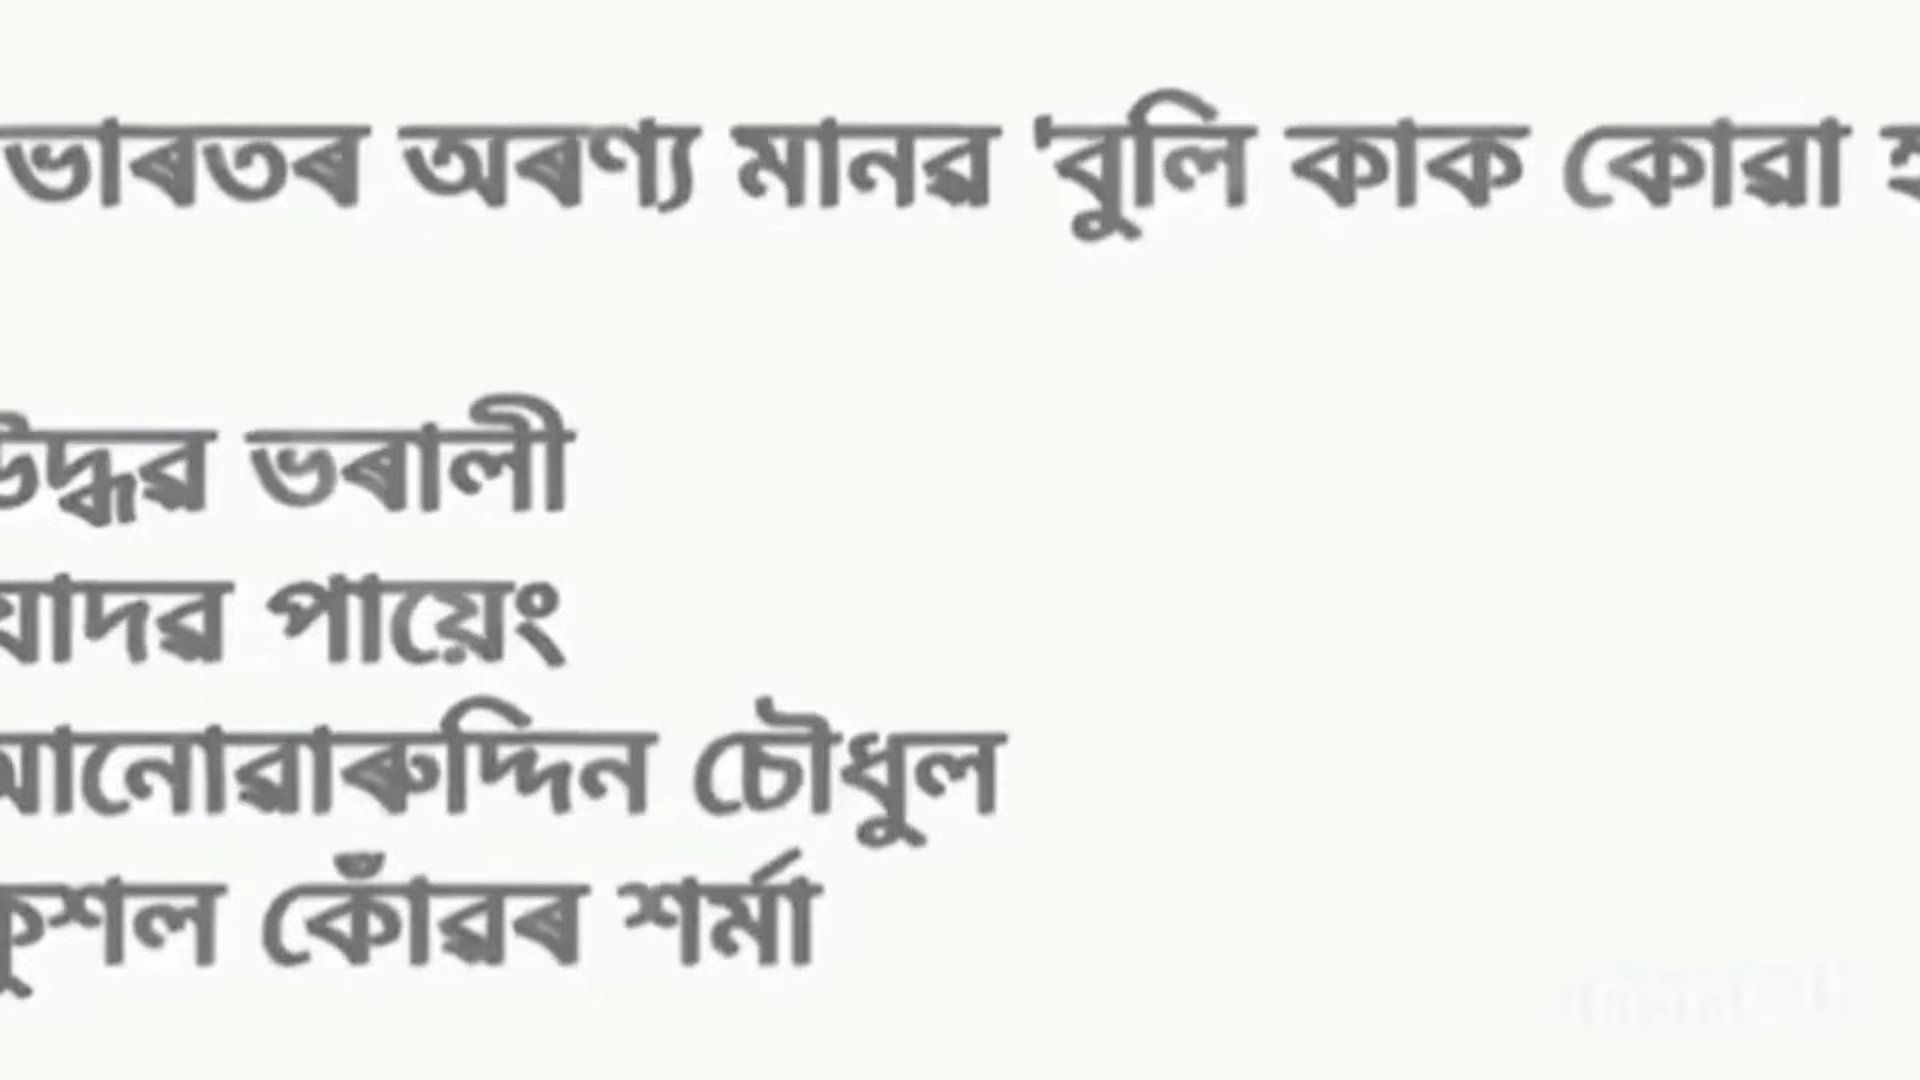 ভাৰতৰ অৰণ্য মানৱ 'বুলি কাক কোৱা
উদ্ধৱ ভৰালী
যাদৱ পায়েং
আনোৱাৰুদ্দিন চৌধুল
কুশল কোঁৱৰ শৰ্মা